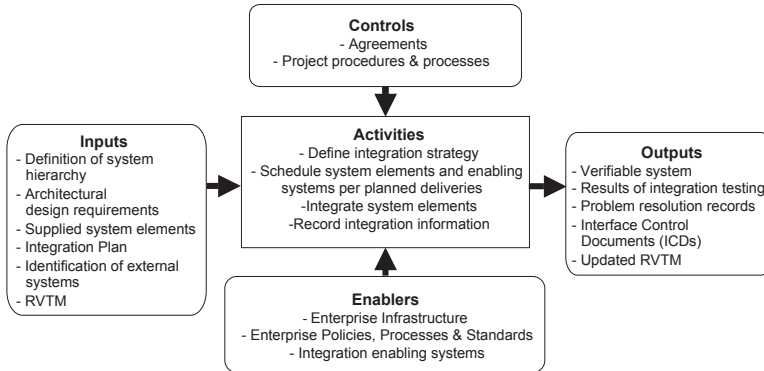 Controls
- Agreements
- Project procedures & processes
Inputs
- Definition of system
hierarchy
- Architectural
design requirements
- Supplied system elements
- Integration Plan
- Identification of external
systems
- RVTM
Activities
- Define integration strategy
- Schedule system elements and enabling
systems per planned deliveries
-Integrate system elements
-Record integration information
Outputs
- Verifiable system
- Results of integration testing
- Problem resolution records
- Interface Control
Documents (ICDs)
- Updated RVTM
Enablers
- Enterprise Infrastructure
- Enterprise Policies, Processes & Standards
- Integration enabling systems